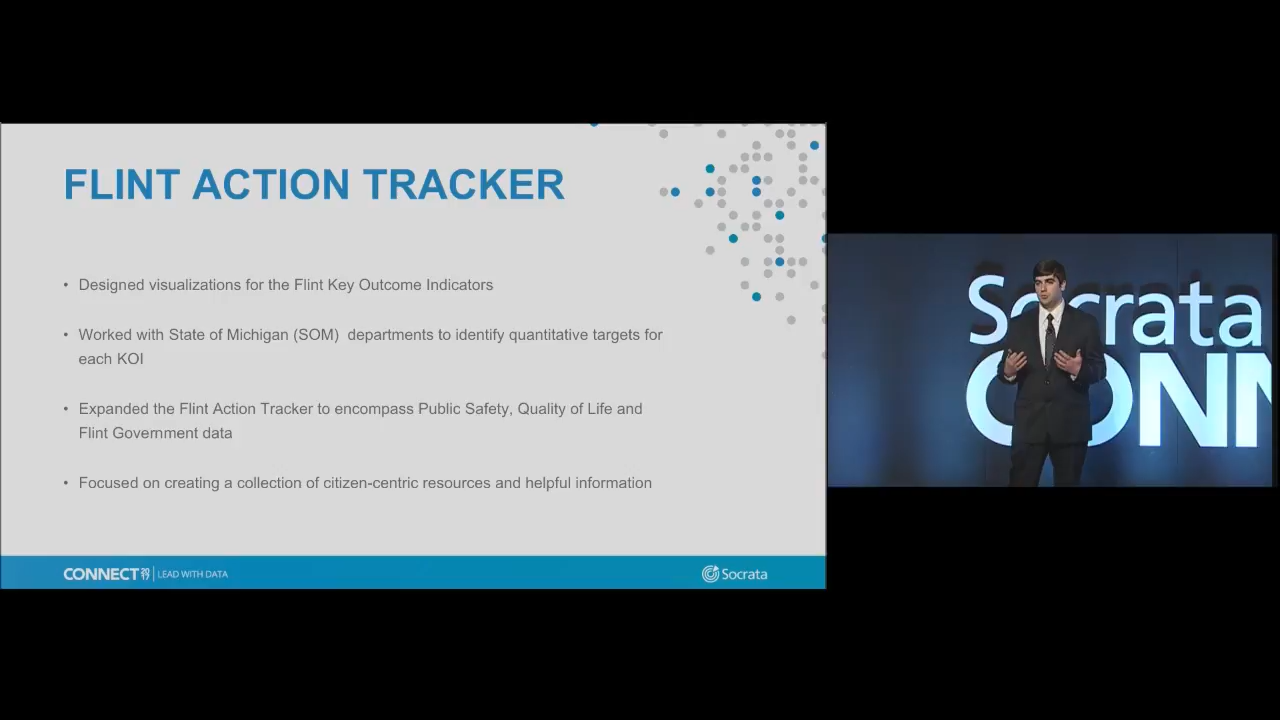 FLINT ACTION TRACKER
• Designed visualizations for the Flint Key Outcome Indicators
• Worked with State of Michigan (SOM)  departments to identify quantitative targets for
each KOI
• Expanded the Flint Action Tracker to encompass Public Safety, Quality of Life and
Flint Government data
• Focused on creating a collection of citizen-centric resources and helpful information
CONNECT 2017 | LEAD WITH DATA
Socrata
Socrata
CONN